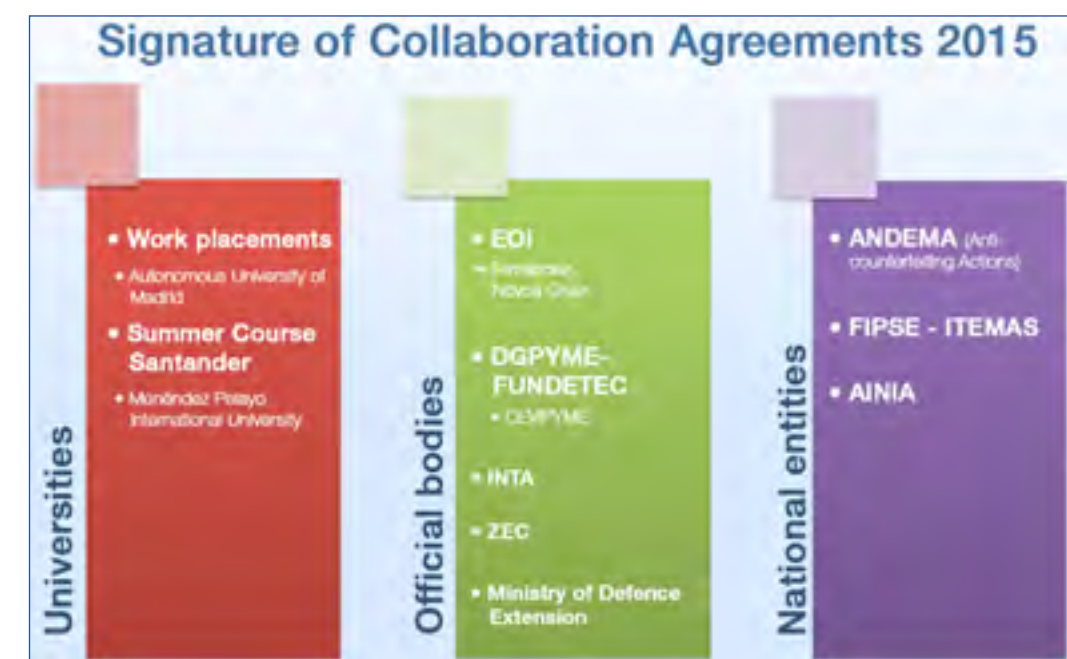 Signature of Collaboration Agreements 2015
Universities
• Work placements
• Autonomous University of
Madrid
• Summer Course
Santander
• Menéndez Pelayo
International University
Official bodies
• EOI
• DGPYME-
FUNDETEC
• CEMPYME
• INTA
• ZEC
• Ministry of Defence
Extension
National entities
• ANDEMA (Anti-
counterfeiting Actions)
• FIPSE - ITEMAS
• AINIA